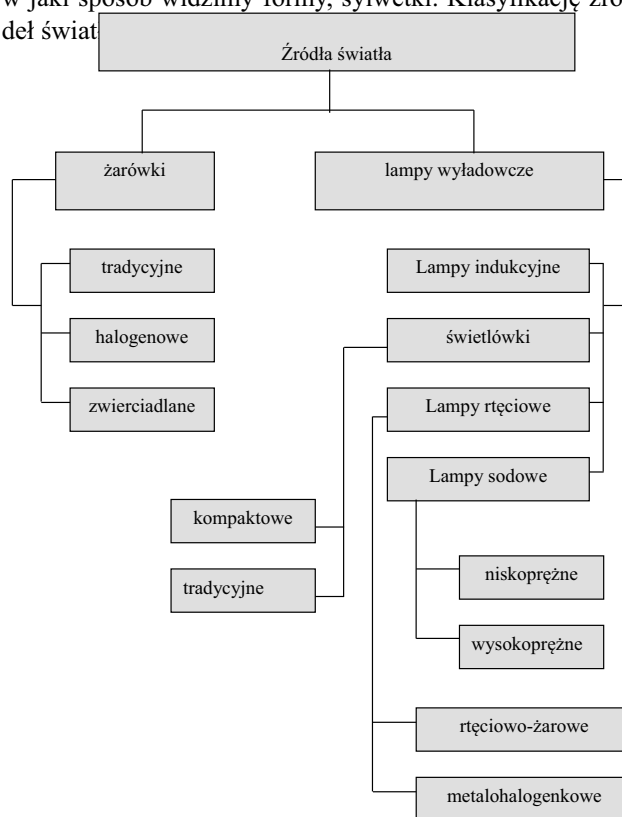 w jaki sposób widzimy formy, sylwetki. Klasyfikację źró
deł świat
Źródła światła
żarówki
lampy wyładowcze
tradycyjne
Lampy indukcyjne
halogenowe
świetlówki
zwierciadlane
Lampy rtęciowe
Lampy sodowe
kompaktowe
niskoprężne
tradycyjne
wysokoprężne
rtęciowo-żarowe
metalohalogenkowe